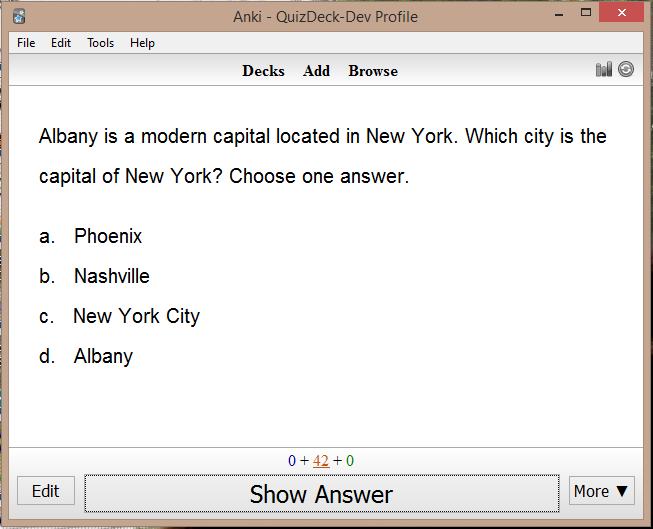 Anki - QuizDeck-Dev Profile
File Edit Tools Help
Decks Add Browse
Albany is a modern capital located in New York. Which city is the
capital of New York? Choose one answer.
a. Phoenix
b. Nashville
c. New York City
d. Albany
0 + 42 + 0
Edit Show Answer More ▼